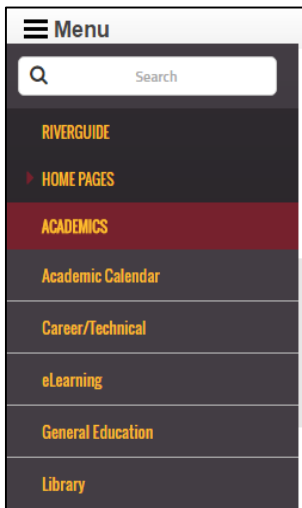 Menu
Search
RIVERGUIDE
HOME PAGES
ACADEMICS
Academic Calendar
Career/Technical
eLearning
General Education
Library